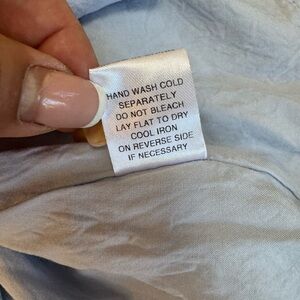 HAND WASH COLD
SEPARATELY
DO NOT BLEACH
LAY FLAT TO DRY
COOL IRON
ON REVERSE SIDE
IF NECESSARY